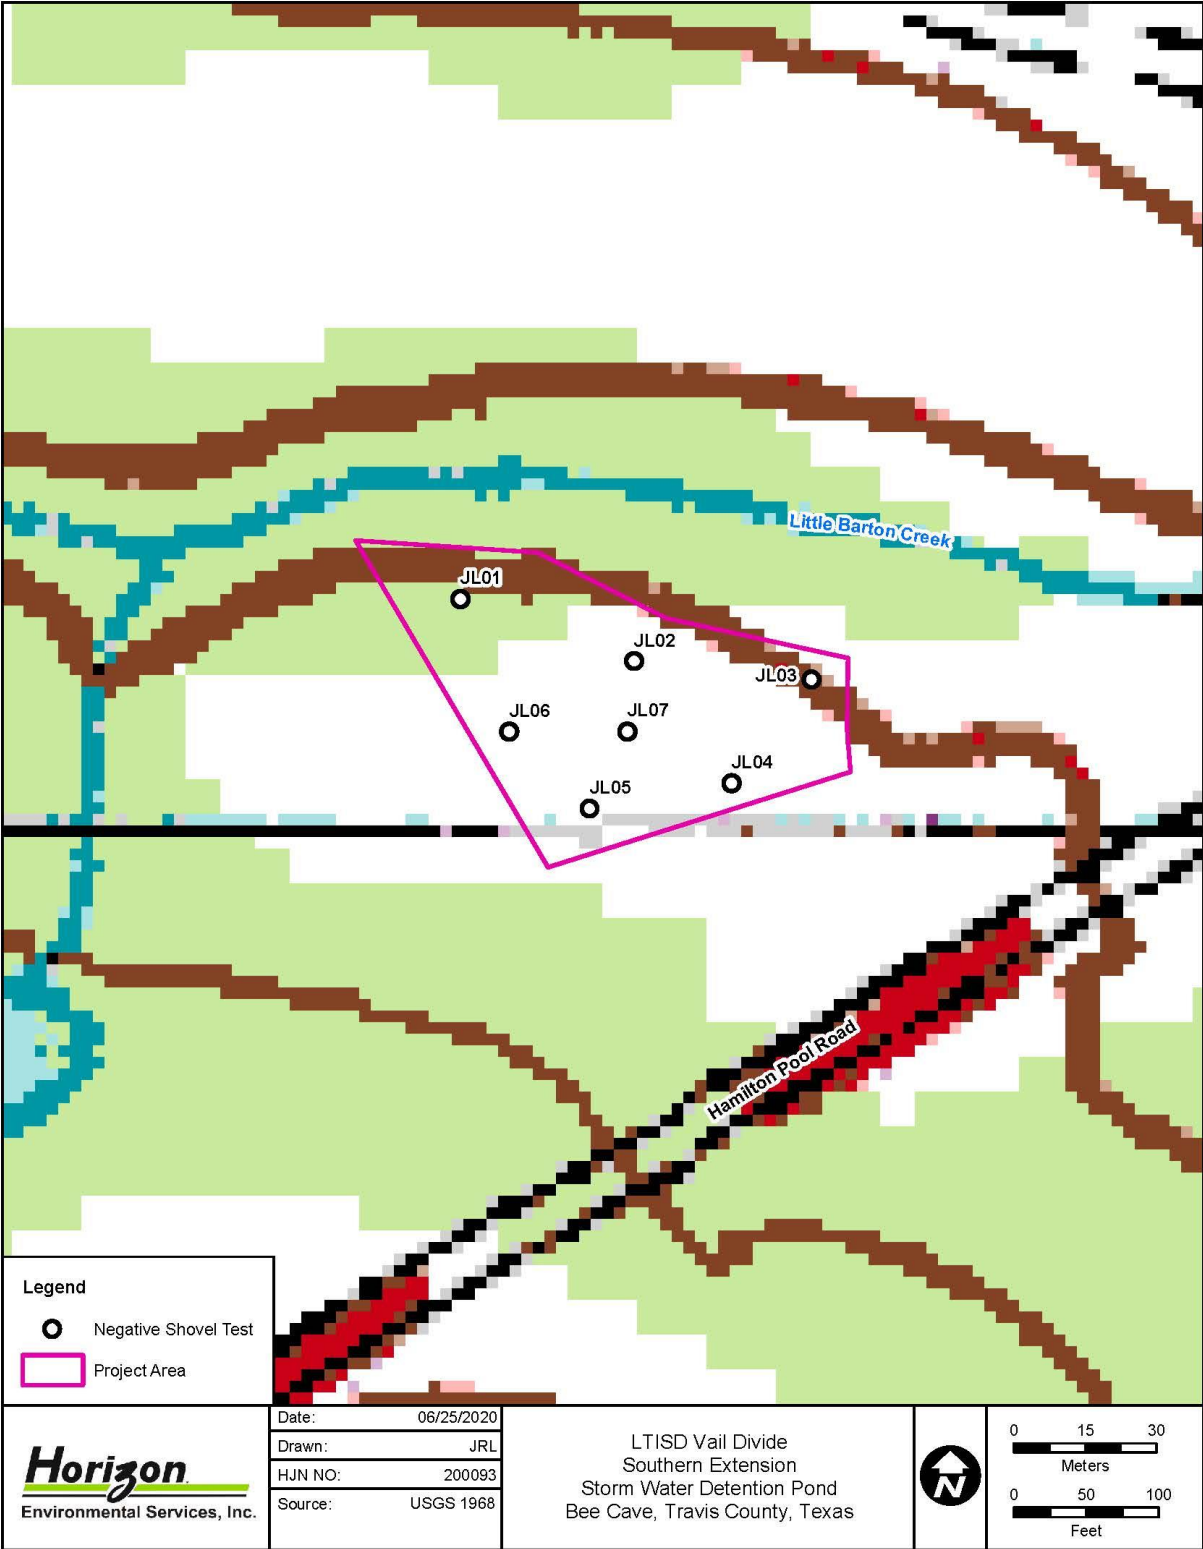 Little Barton Creek
JL01
JL02
JL03
JL06
JL07
JL04
JL05
Hamilton Pool Road
Legend
Negative Shovel Test
Project Area
Horizon
Environmental Services, Inc.
Date: 06/25/2020
Drawn: JRL
HJN NO: 200093
Source: USGS 1968
LTISD Vail Divide
Southern Extension
Storm Water Detention Pond
Bee Cave, Travis County, Texas
N
0 15 30
Meters
0 50 100
Feet